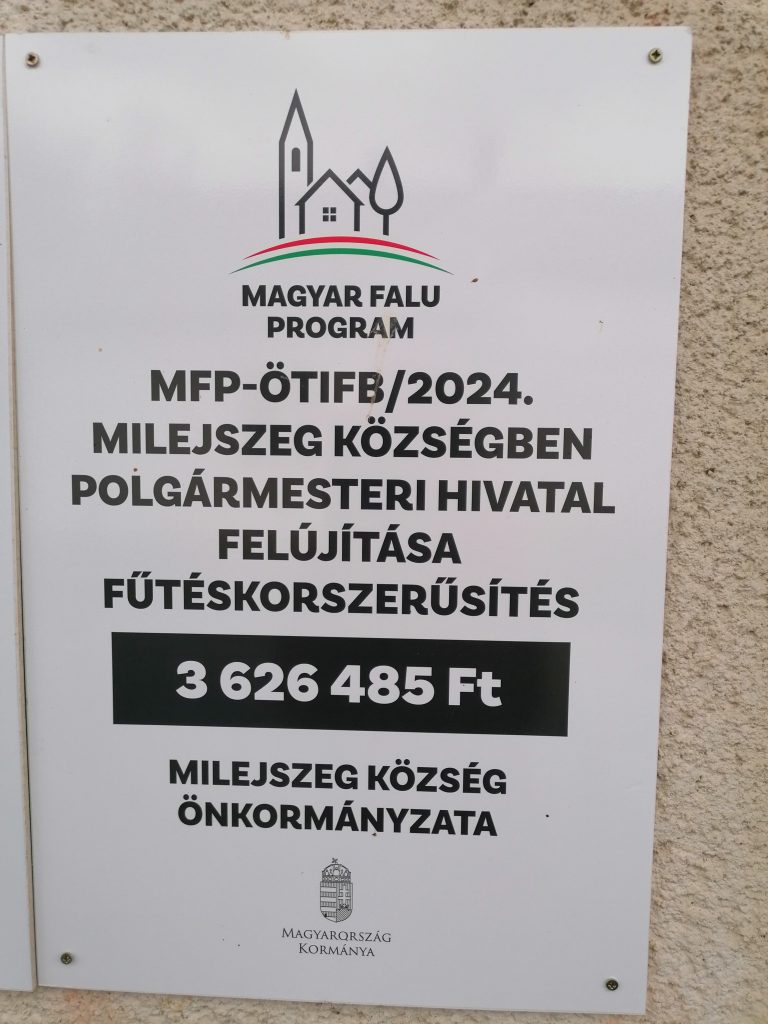 MAGYAR FALU
PROGRAM
MFP-ÖTIFB/2024.
MILEJSZEG KÖZSÉGBEN
POLGÁRMESTERI HIVATAL
FELÚJÍTÁSA
FŰTÉSKORSZERŰSÍTÉS
3 626 485 Ft
MILEJSZEG KÖZSÉG
ÖNKORMÁNYZATA
MAGYARORSZÁG
KORMÁNYA